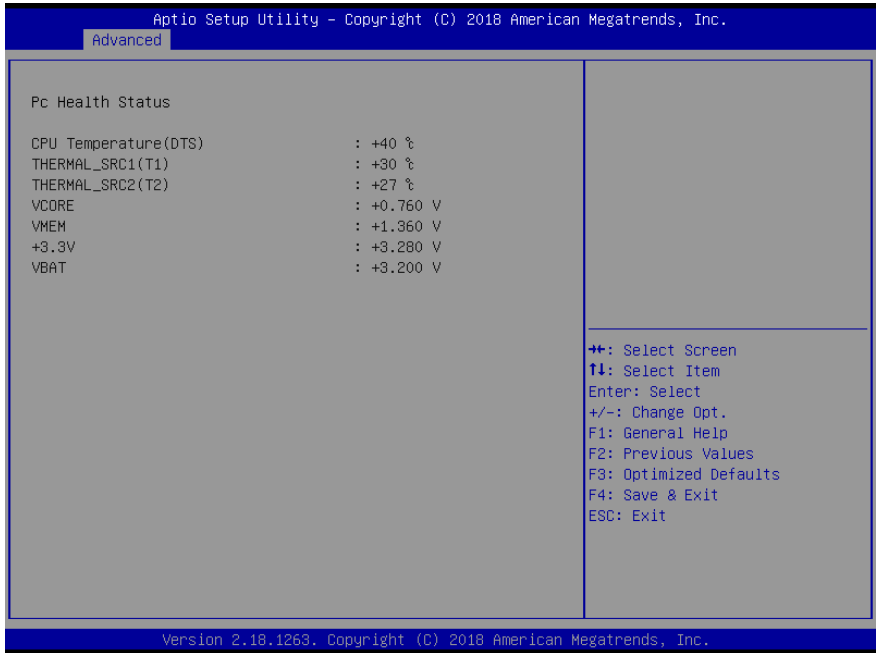 Aptio Setup Utility – Copyright (C) 2018 American Megatrends, Inc.
Advanced
Pc Health Status
CPU Temperature(DTS) : +40 ℃
THERMAL_SRC1(T1) : +30 ℃
THERMAL_SRC2(T2) : +27 ℃
VCORE : +0.760 V
VMEM : +1.360 V
+3.3V : +3.280 V
VBAT : +3.200 V
→←: Select Screen
↑↓: Select Item
Enter: Select
+/-: Change Opt.
F1: General Help
F2: Previous Values
F3: Optimized Defaults
F4: Save & Exit
ESC: Exit
Version 2.18.1263. Copyright (C) 2018 American Megatrends, Inc.